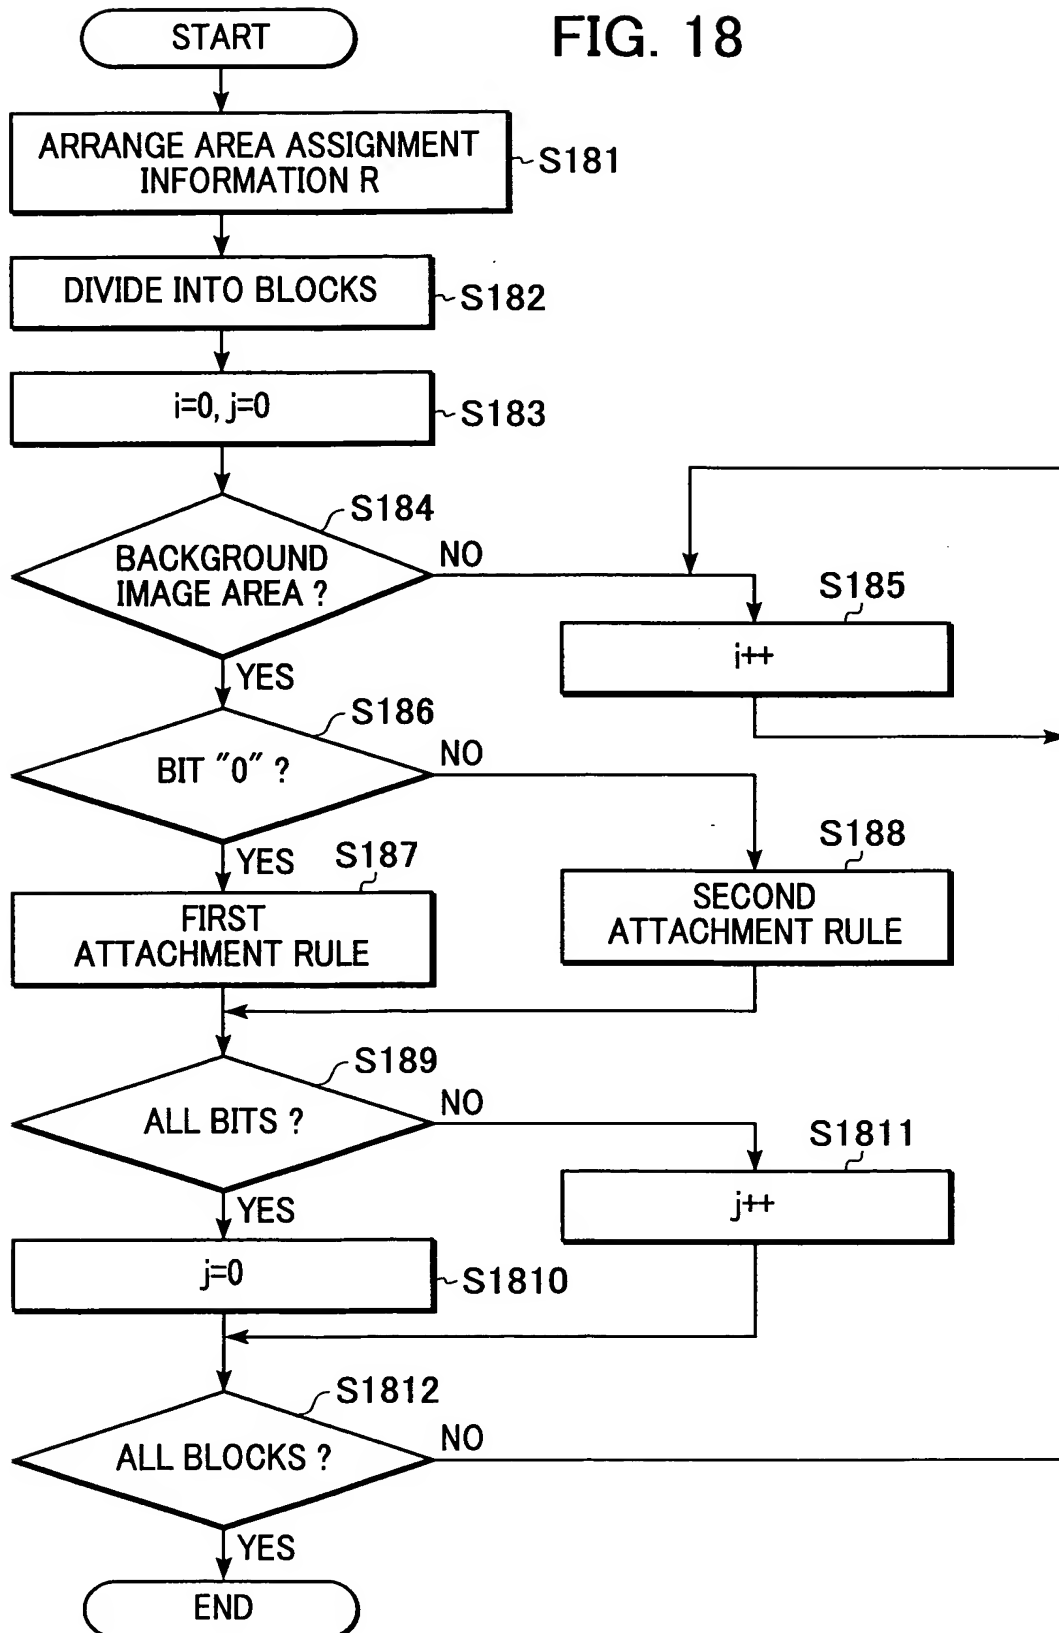 FIG. 18
START
ARRANGE AREA ASSIGNMENT
INFORMATION R
S181
DIVIDE INTO BLOCKS
S182
i=0, j=0
S183
S184
BACKGROUND
IMAGE AREA ?
NO
YES
S185
i++
S186
BIT "0" ?
NO
YES
S187
FIRST
ATTACHMENT RULE
S188
SECOND
ATTACHMENT RULE
S189
ALL BITS ?
NO
YES
S1811
j++
j=0
S1810
S1812
ALL BLOCKS ?
NO
YES
END